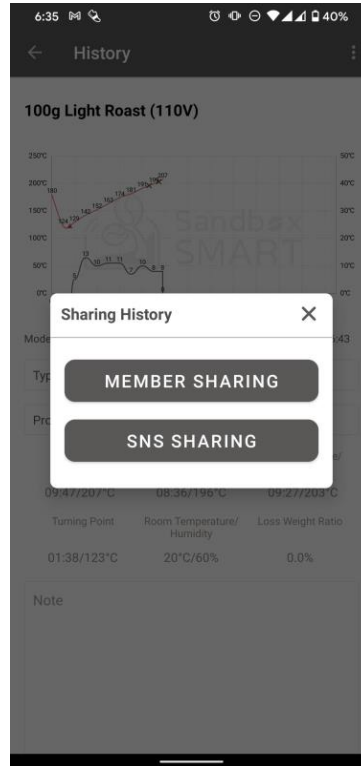 6:35
40%
History
100g Light Roast (110V)
250°C
50°C
200°C
40°C
150°C
30°C
100°C
20°C
50°C
10°C
0°C
0°C
Sandbox
SMART
Sharing History
MEMBER SHARING
SNS SHARING
09:47/207°C
08:36/196°C
09:27/203°C
Turning Point
Room Temperature/
Humidity
Loss Weight Ratio
01:38/123°C
20°C/60%
0.0%
Note